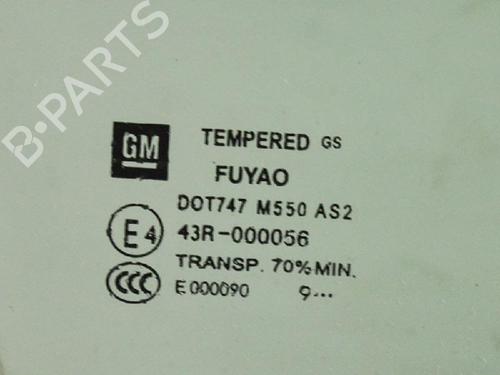 B-PARTS
GM
TEMPERED GS
FUYAO
DOT747 M550 AS2
E4
43R-000056
TRANSP. 70% MIN.
CCC
E000090 9...